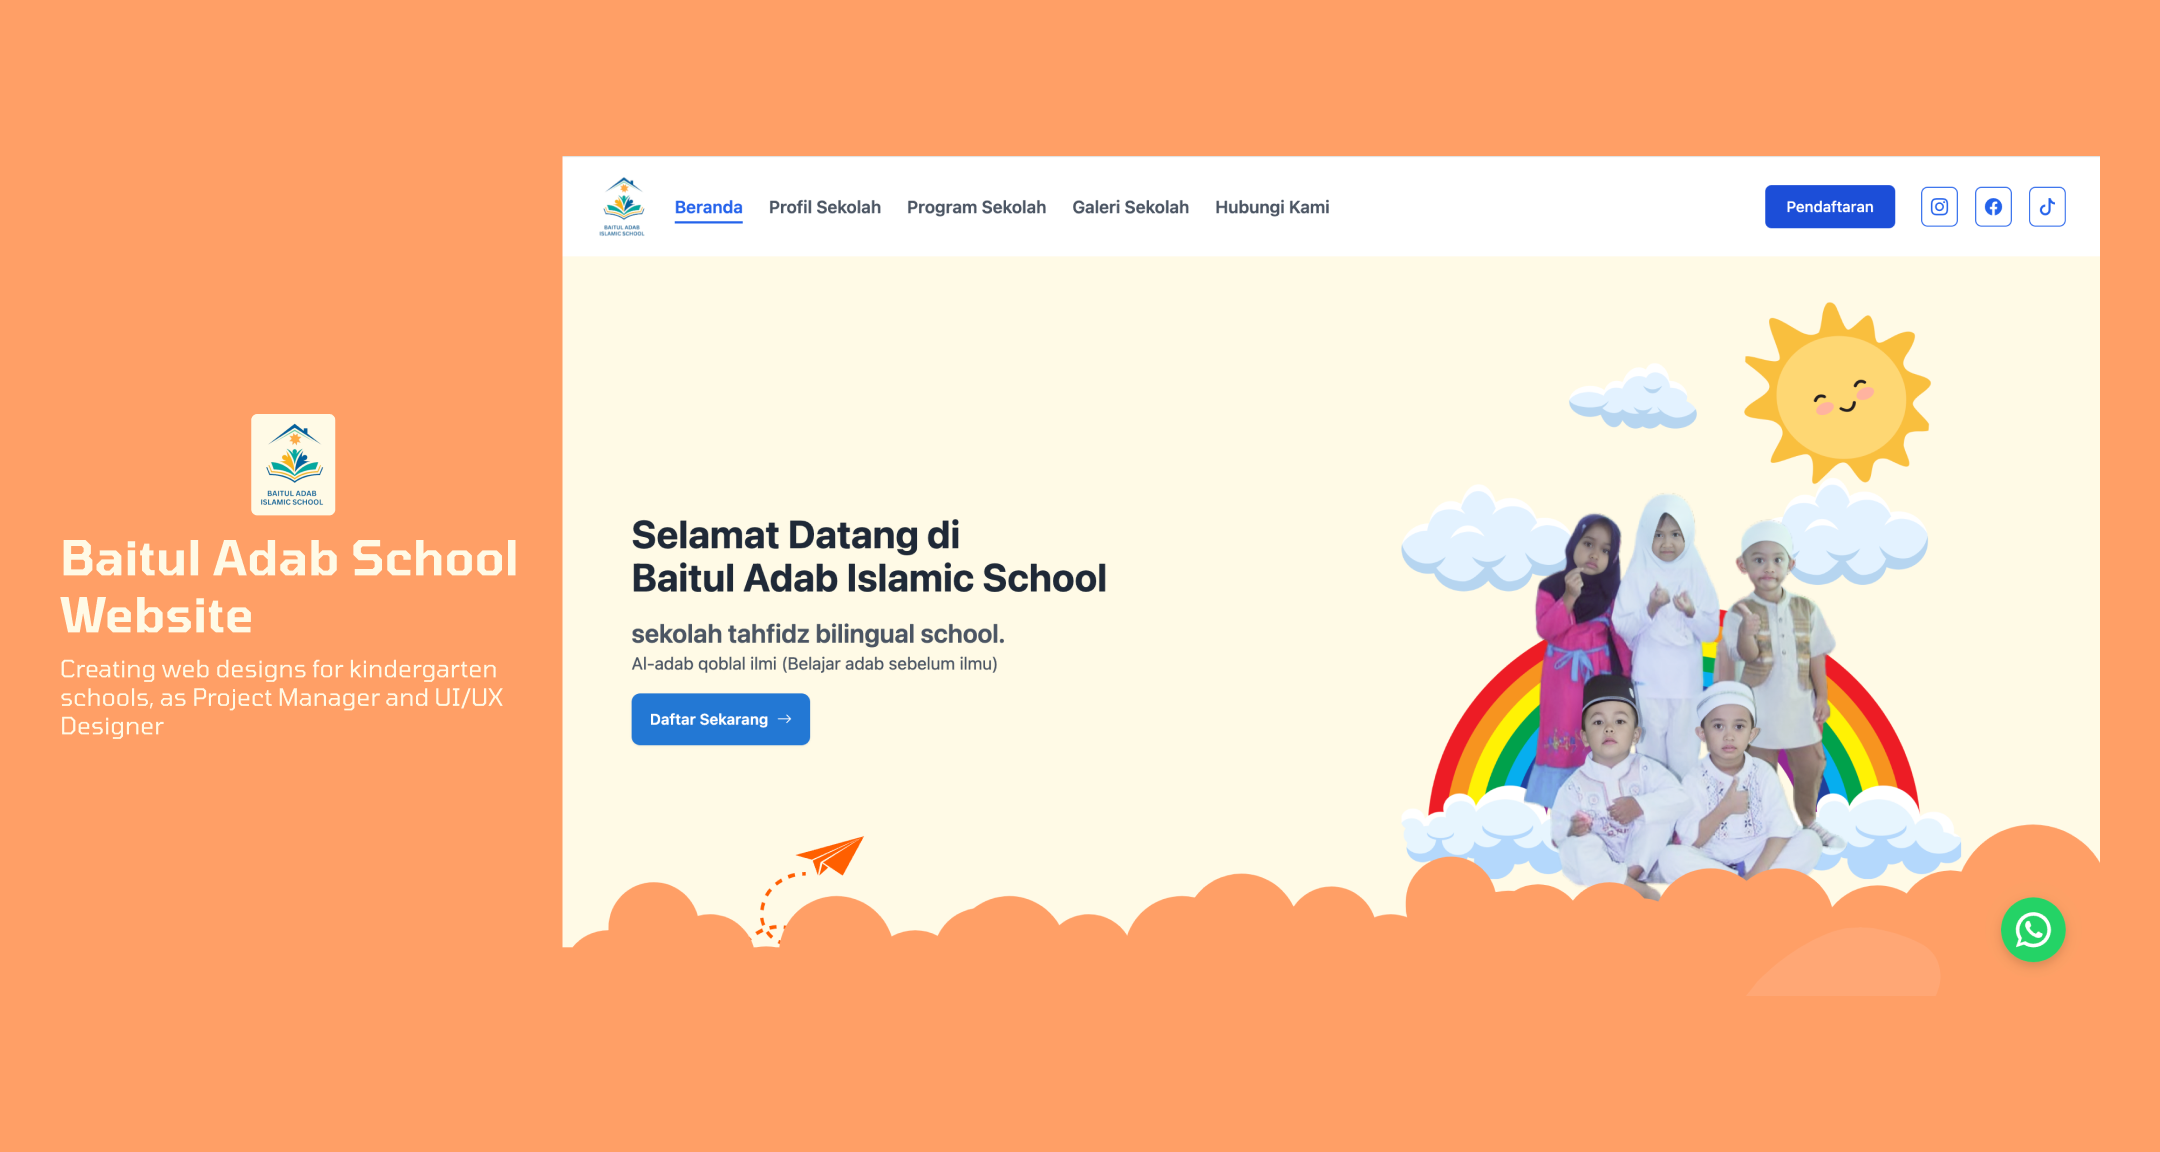 BAITUL ADAB
ISLAMIC SCHOOL
Baitul Adab School
Website
Creating web designs for kindergarten
schools, as Project Manager and UI/UX
Designer
BAITUL ADAB
ISLAMIC SCHOOL
Beranda
Profil Sekolah
Program Sekolah
Galeri Sekolah
Hubungi Kami
Pendaftaran
Selamat Datang di
Baitul Adab Islamic School
sekolah tahfidz bilingual school.
Al-adab qoblal ilmi (Belajar adab sebelum ilmu)
Daftar Sekarang →